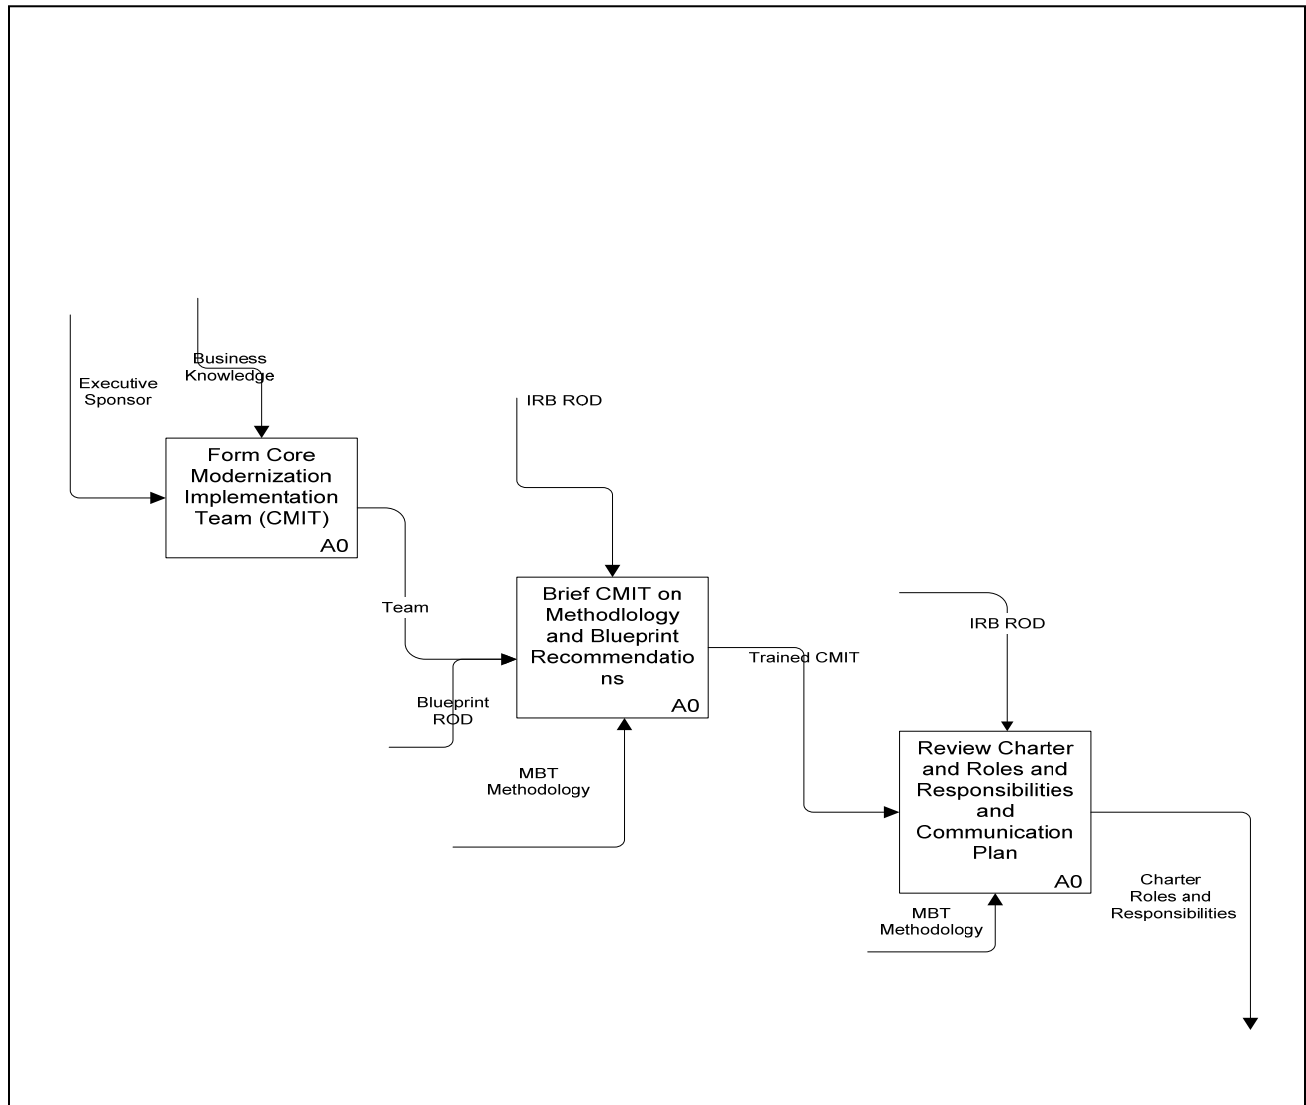 Business
Knowledge
Executive
Sponsor
IRB ROD
Form Core
Modernization
Implementation
Team (CMIT)
A0
Team
Brief CMIT on
Methodlology
and Blueprint
Recommendatio
ns
A0
IRB ROD
Trained CMIT
Blueprint
ROD
MBT
Methodology
Review Charter
and Roles and
Responsibilities
and
Communication
Plan
A0
MBT
Methodology
Charter
Roles and
Responsibilities